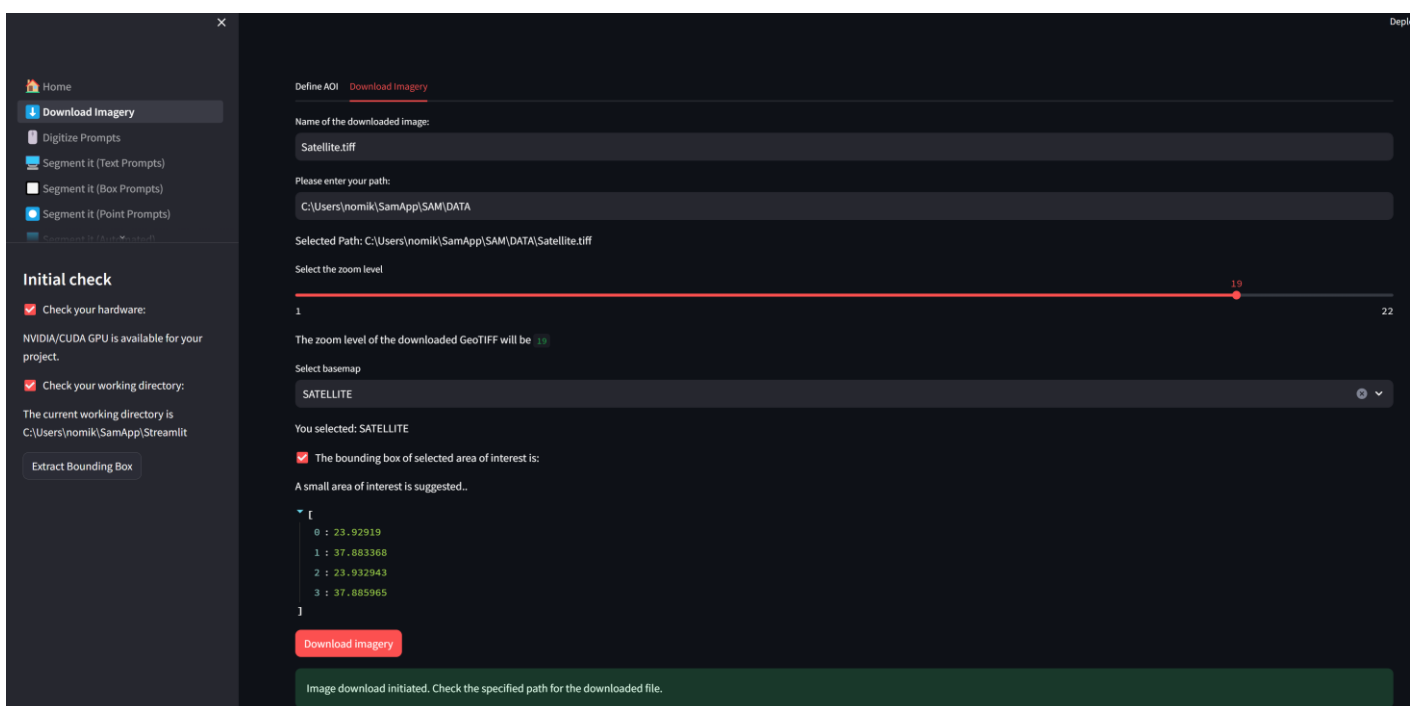 ×
Home
Download Imagery
Digitize Prompts
Segment it (Text Prompts)
Segment it (Box Prompts)
Segment it (Point Prompts)
Segment it
Initial check
Check your hardware:
NVIDIA/CUDA GPU is available for your
project.
Check your working directory:
The current working directory is
C:\Users\nomik\SamApp\Streamlit
Extract Bounding Box
Depl
Define AOI Download Imagery
Name of the downloaded image:
Satellite.tiff
Please enter your path:
C:\Users\nomik\SamApp\SAM\DATA
Selected Path: C:\Users\nomik\SamApp\SAM\DATA\Satellite.tiff
Select the zoom level
19
1 22
The zoom level of the downloaded GeoTIFF will be 19
Select basemap
SATELLITE
You selected: SATELLITE
The bounding box of selected area of interest is:
A small area of interest is suggested..
[
0 : 23.92919
1 : 37.883368
2 : 23.932943
3 : 37.885965
]
Download imagery
Image download initiated. Check the specified path for the downloaded file.